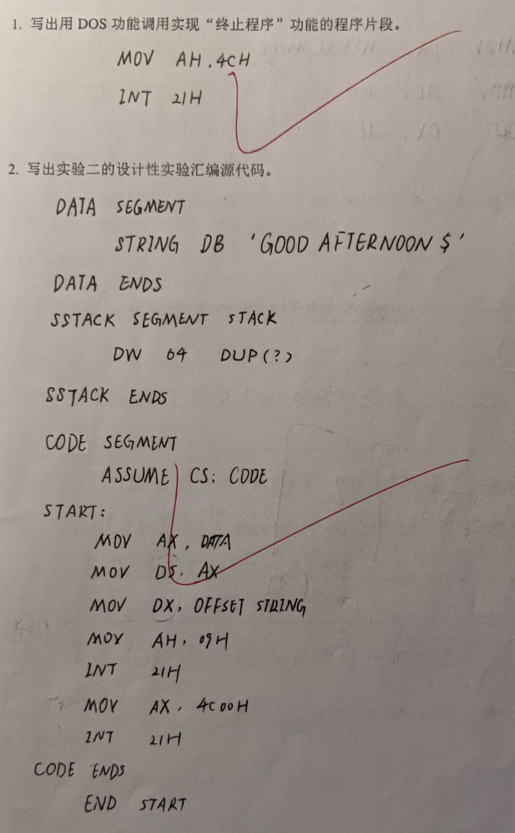 1. 写出用 DOS 功能调用实现“终止程序”功能的程序片段。
MOV AH, 4CH
INT 21H
2. 写出实验二的设计性实验汇编源代码。
DATA SEGMENT
STRING DB 'GOOD AFTERNOON $'
DATA ENDS
SSTACK SEGMENT STACK
DW 64 DUP(?)
SSTACK ENDS
CODE SEGMENT
ASSUME CS: CODE
START:
MOV AX, DATA
MOV DS, AX
MOV DX, OFFSET STRING
MOV AH, 09H
INT 21H
MOV AX, 4C00H
INT 21H
CODE ENDS
END START